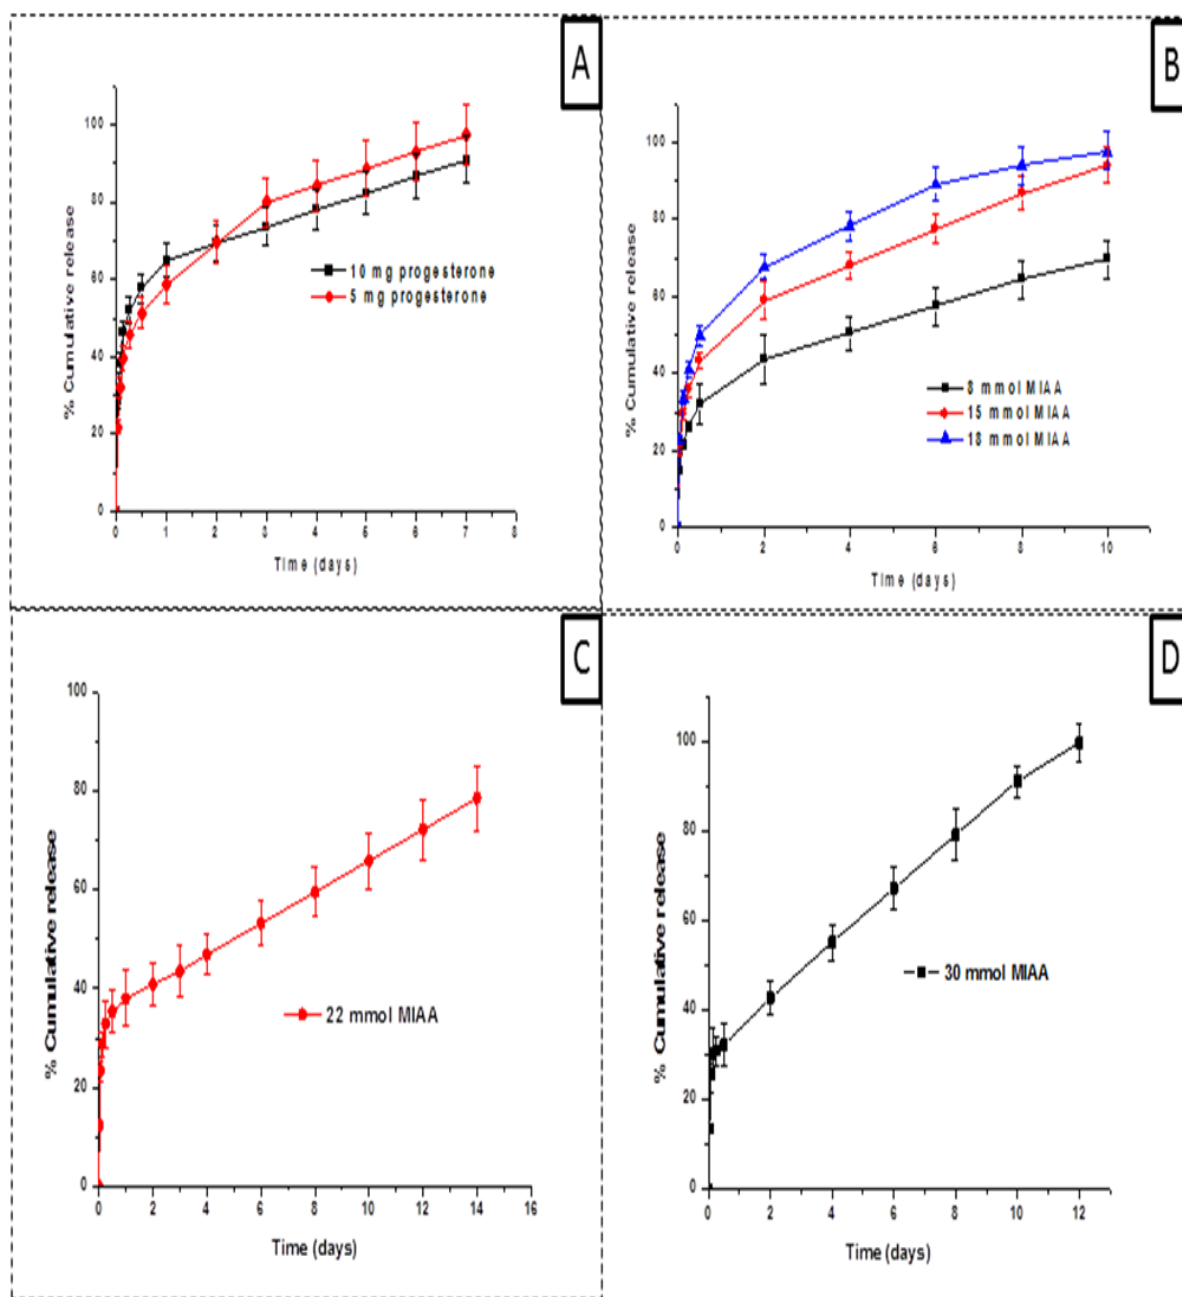 A
% Cumulative release
100
80
60
40
20
0
10 mg progesterone
5 mg progesterone
0 1 2 3 4 5 6 7 8
Time (days)
B
% Cumulative release
100
80
60
40
20
0
8 mmol MIAA
15 mmol MIAA
18 mmol MIAA
0 2 4 6 8 10
Time (days)
C
% Cumulative release
100
80
60
40
20
0
22 mmol MIAA
0 2 4 6 8 10 12 14 16
Time (days)
D
% Cumulative release
100
80
60
40
20
0
30 mmol MIAA
0 2 4 6 8 10 12
Time (days)